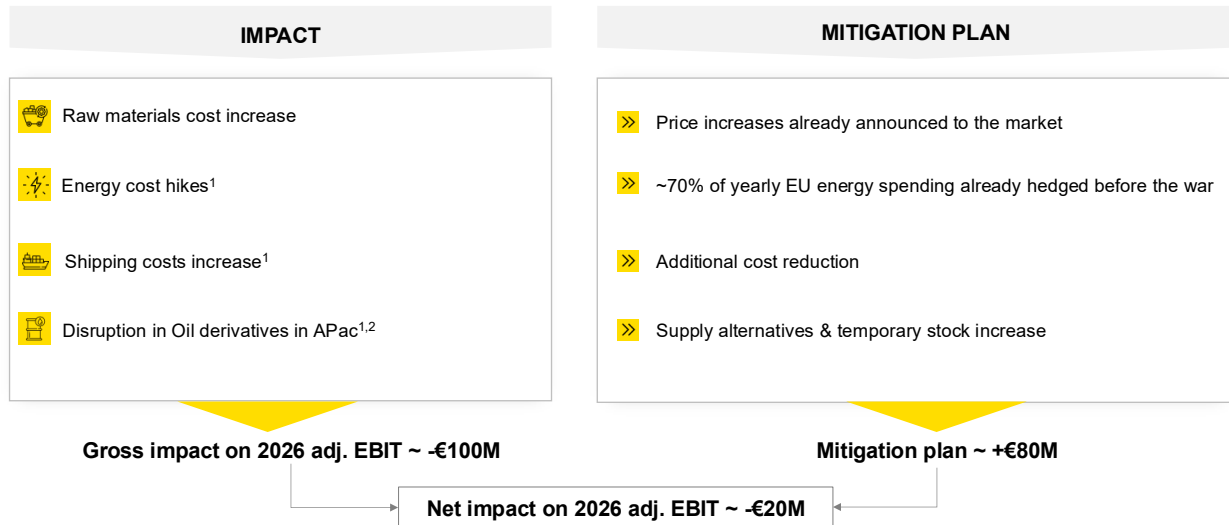 IMPACT
Raw materials cost increase
Energy cost hikes1
Shipping costs increase1
Disruption in Oil derivatives in APac1,2
Gross impact on 2026 adj. EBIT ~ -€100M
MITIGATION PLAN
Price increases already announced to the market
~70% of yearly EU energy spending already hedged before the war
Additional cost reduction
Supply alternatives & temporary stock increase
Mitigation plan ~ +€80M
Net impact on 2026 adj. EBIT ~ -€20M